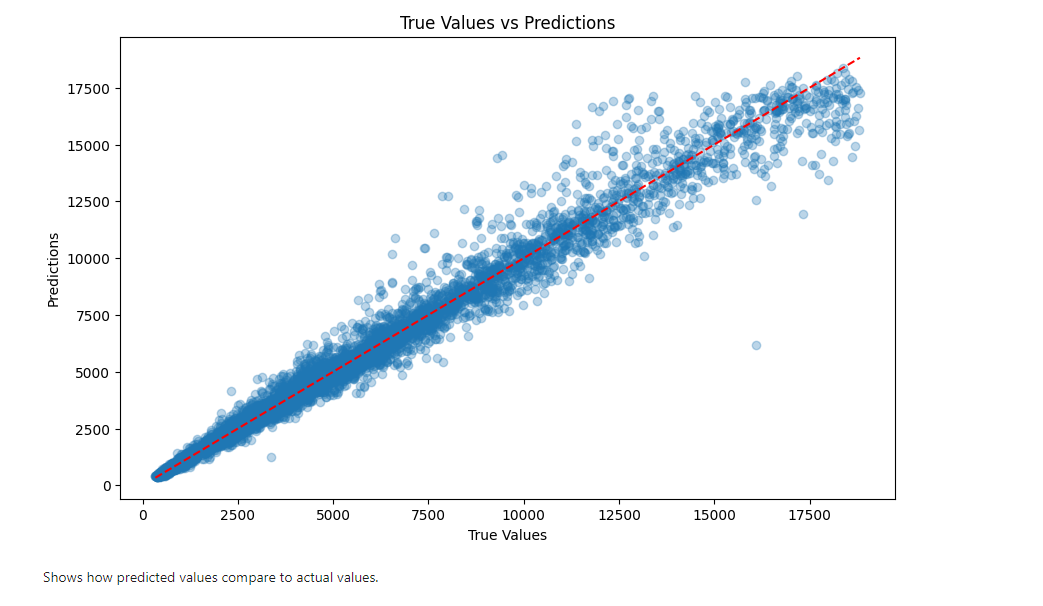 True Values vs Predictions
17500
15000
12500
10000
7500
5000
2500
0
Predictions
0 2500 5000 7500 10000 12500 15000 17500
True Values
Shows how predicted values compare to actual values.